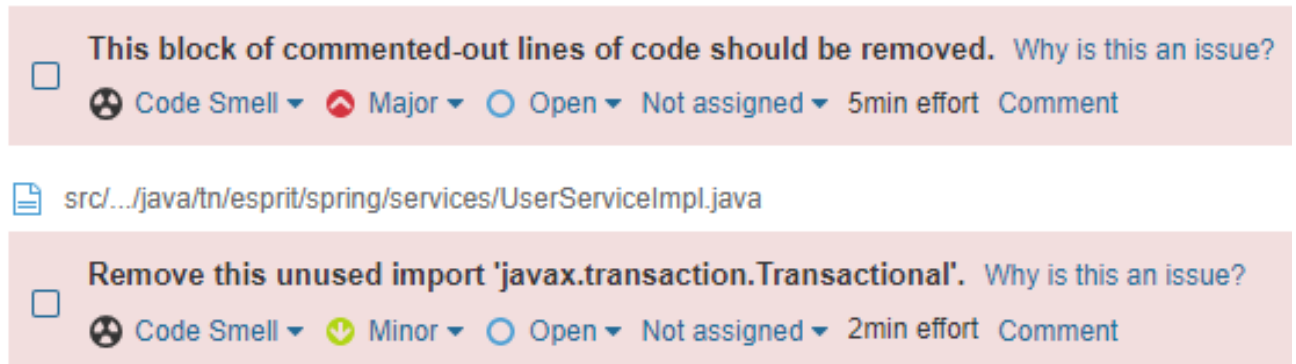 This block of commented-out lines of code should be removed. Why is this an issue?
Code Smell Major Open Not assigned 5min effort Comment
src/.../java/tn/esprit/spring/services/UserServiceImpl.java
Remove this unused import 'javax.transaction.Transactional'. Why is this an issue?
Code Smell Minor Open Not assigned 2min effort Comment